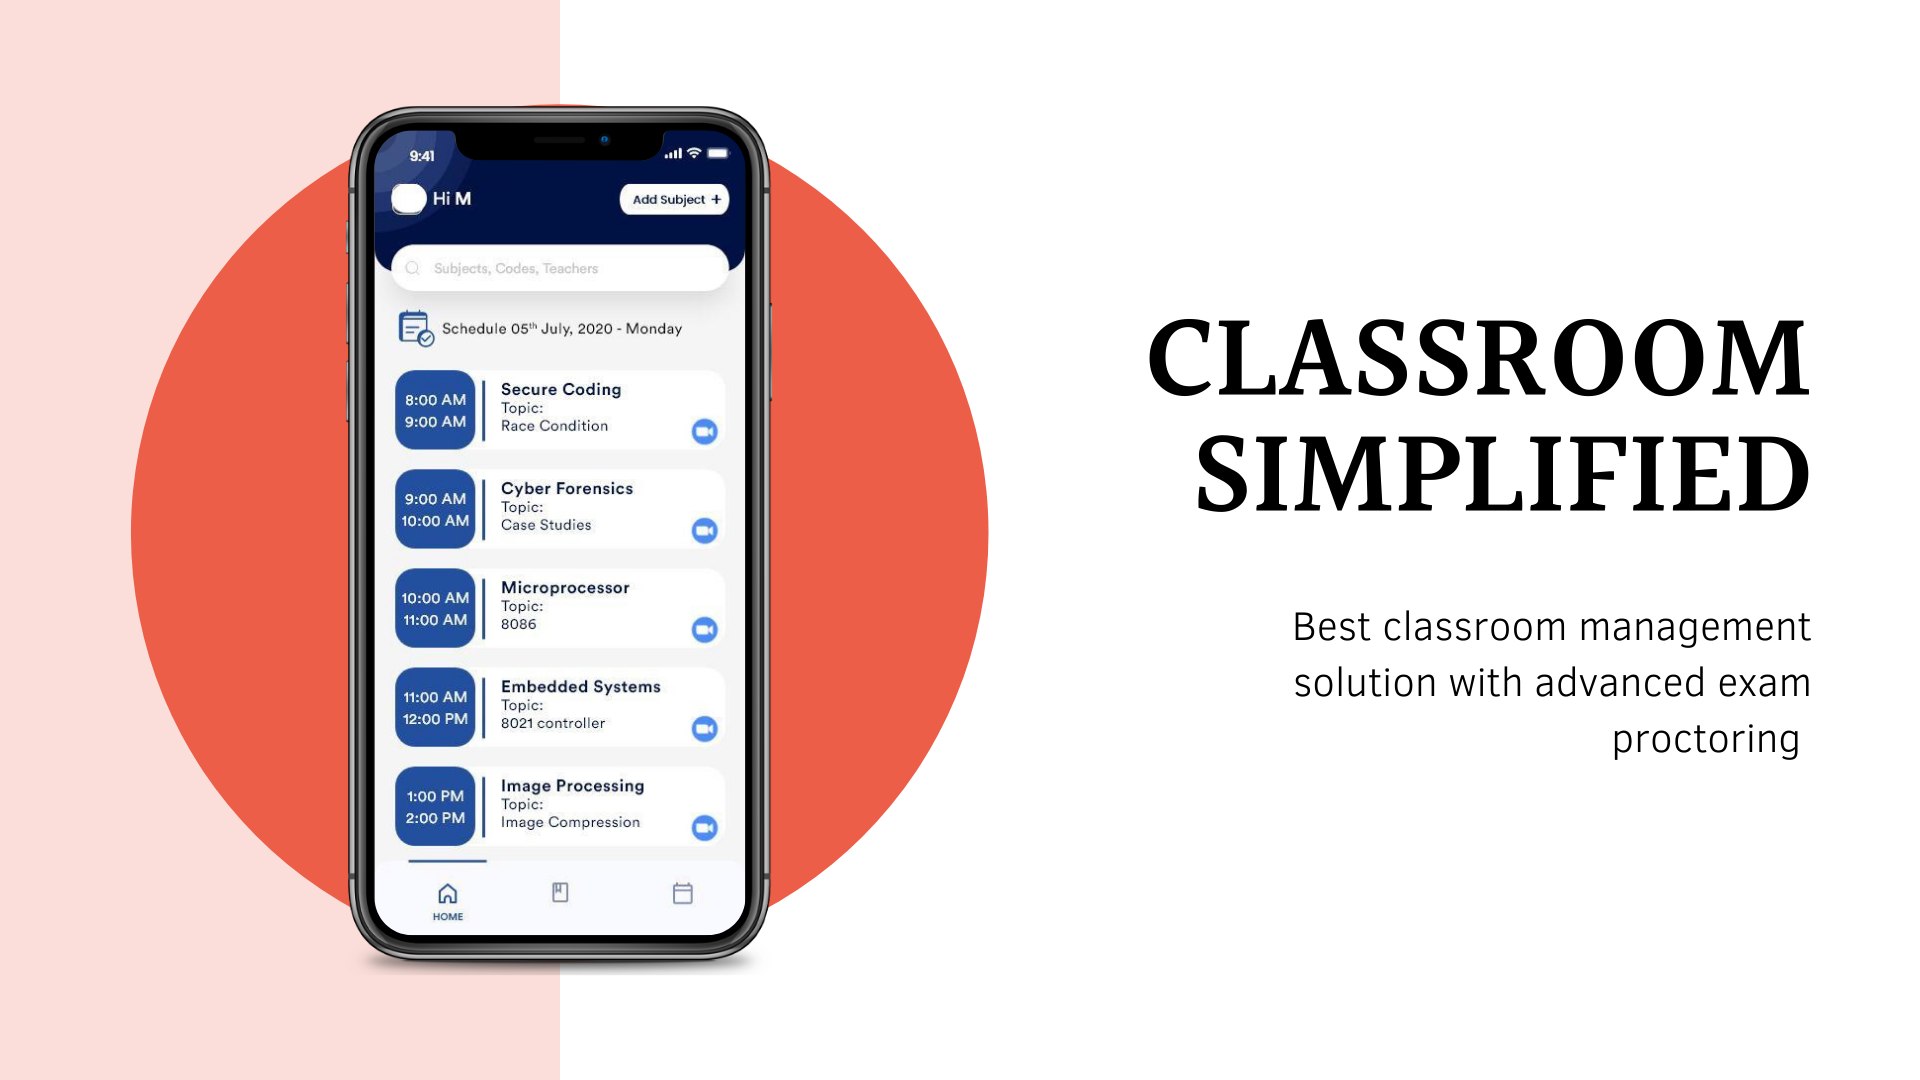 9:41
Hi M
Add Subject +
Subjects, Codes, Teachers
Schedule 05th July, 2020 - Monday
8:00 AM
9:00 AM
Secure Coding
Topic:
Race Condition
9:00 AM
10:00 AM
Cyber Forensics
Topic:
Case Studies
10:00 AM
11:00 AM
Microprocessor
Topic:
8086
11:00 AM
12:00 PM
Embedded Systems
Topic:
8021 controller
1:00 PM
2:00 PM
Image Processing
Topic:
Image Compression
HOME
CLASSROOM
SIMPLIFIED
Best classroom management
solution with advanced exam
proctoring